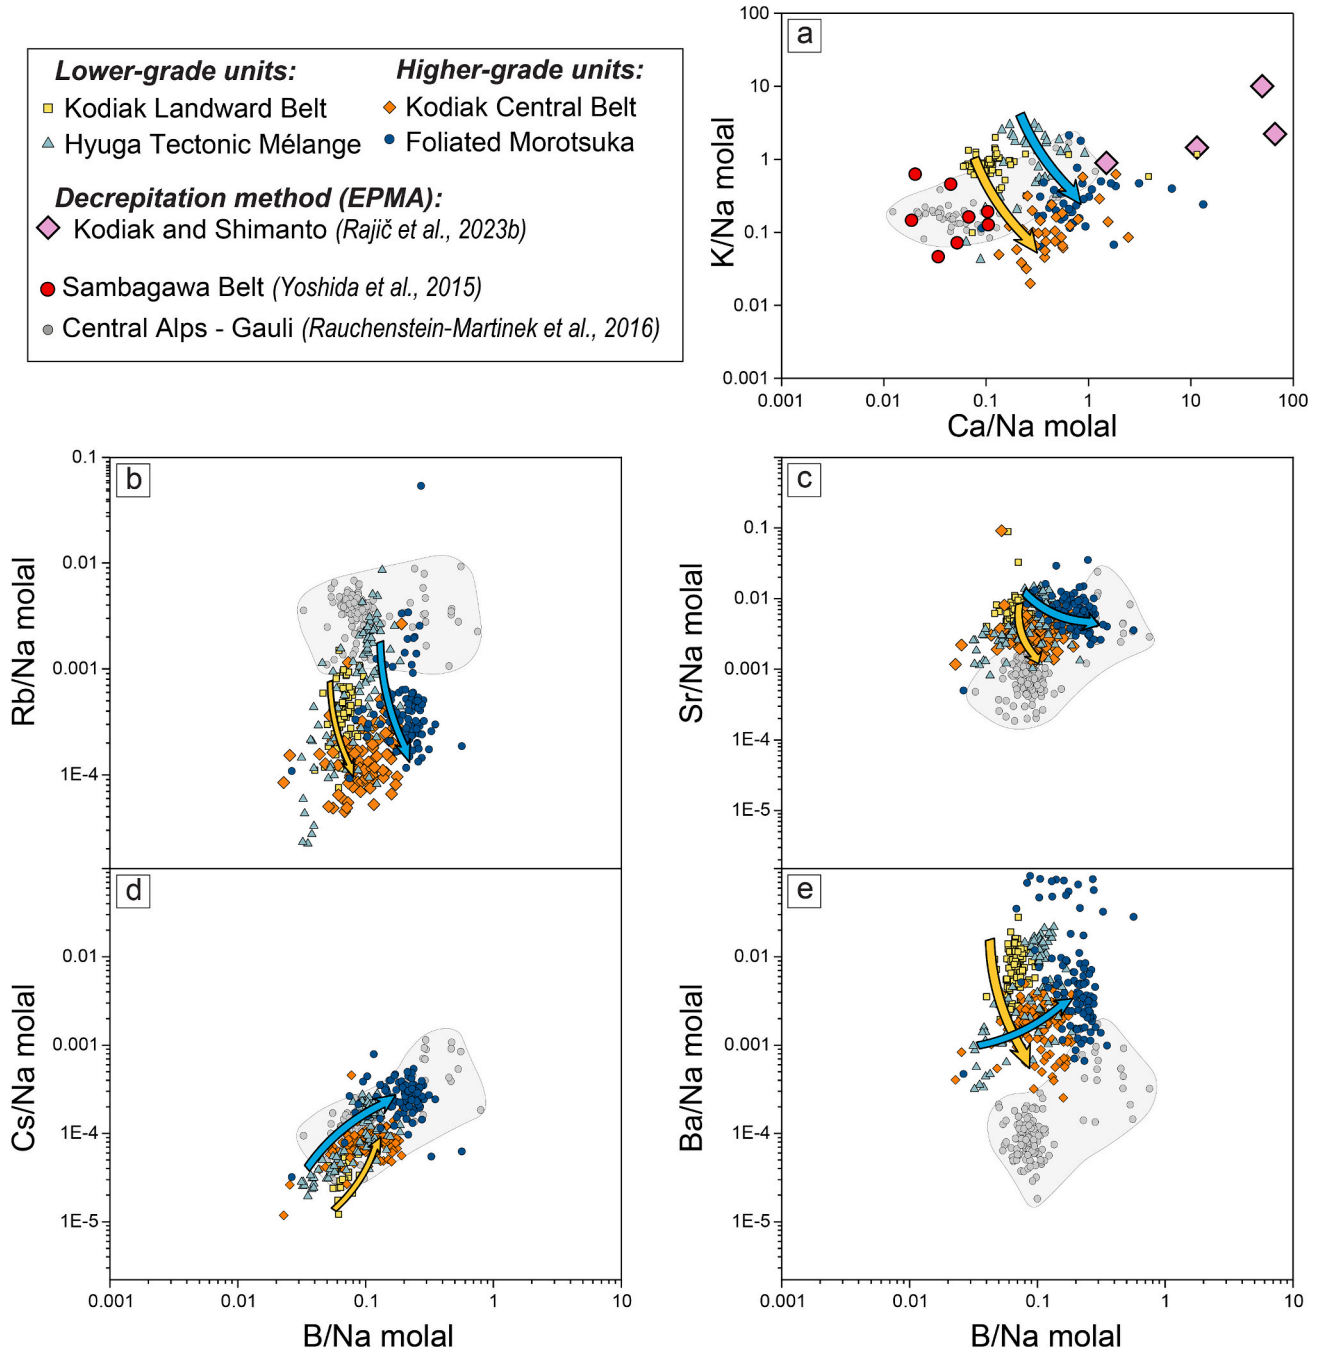 Lower-grade units:
Higher-grade units:
Kodiak Landward Belt
Kodiak Central Belt
Hyuga Tectonic Mélange
Foliated Morotsuka
Decrepitation method (EPMA):
Kodiak and Shimanto (Rajič et al., 2023b)
Sambagawa Belt (Yoshida et al., 2015)
Central Alps - Gauli (Rauchenstein-Martinek et al., 2016)
a
100
10
1
0.1
0.01
0.001
K/Na molal
0.001
0.01
0.1
1
10
100
Ca/Na molal
b
0.1
0.01
0.001
1E-4
Rb/Na molal
c
0.1
0.01
0.001
1E-4
1E-5
Sr/Na molal
d
0.01
0.001
1E-4
1E-5
Cs/Na molal
0.001
0.01
0.1
1
10
B/Na molal
e
0.01
0.001
1E-4
1E-5
Ba/Na molal
0.001
0.01
0.1
1
10
B/Na molal